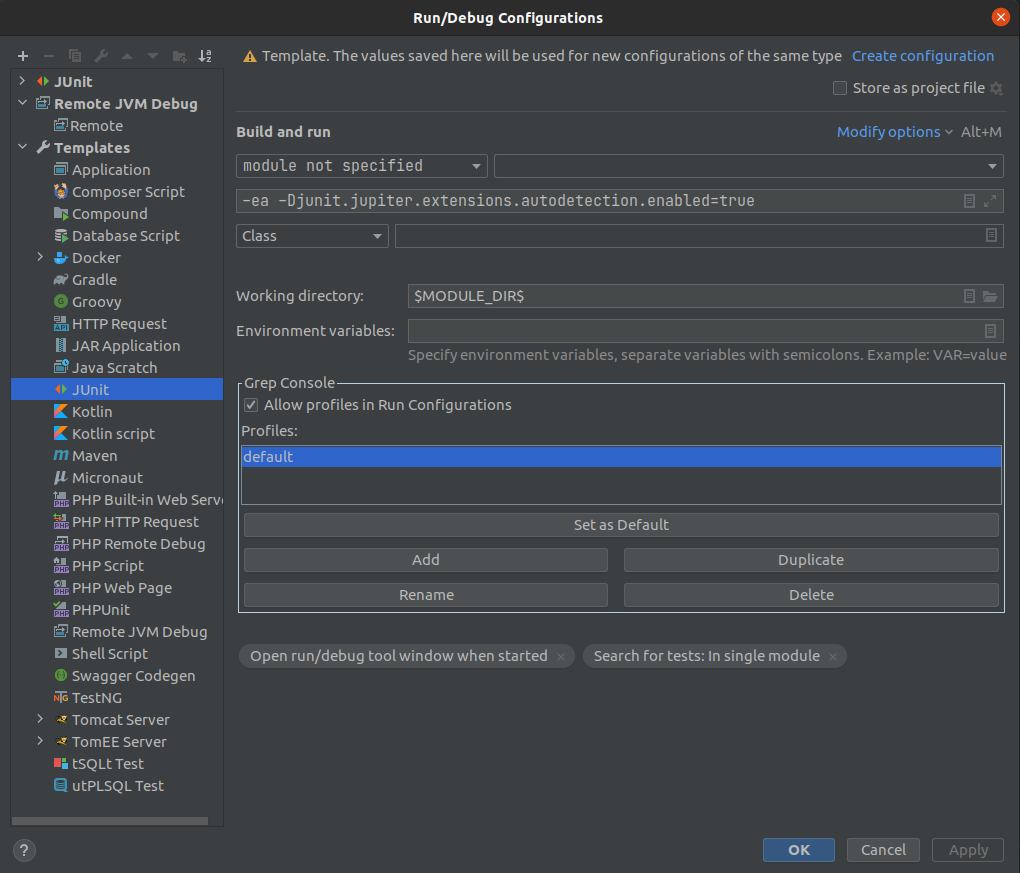 Run/Debug Configurations
JUnit
Remote JVM Debug
Remote
Templates
Application
Composer Script
Compound
Database Script
Docker
Gradle
Groovy
HTTP Request
JAR Application
Java Scratch
JUnit
Kotlin
Kotlin script
Maven
Micronaut
PHP Built-in Web Serve
PHP HTTP Request
PHP Remote Debug
PHP Script
PHP Web Page
PHPUnit
Remote JVM Debug
Shell Script
Swagger Codegen
TestNG
Tomcat Server
TomEE Server
tSQLt Test
utPLSQL Test
Template. The values saved here will be used for new configurations of the same type Create configuration
Store as project file
Build and run Modify options Alt+M
module not specified
-ea -Djunit.jupiter.extensions.autodetection.enabled=true
Class
Working directory: $MODULE_DIR$
Environment variables:
Specify environment variables, separate variables with semicolons. Example: VAR=value
Grep Console
Allow profiles in Run Configurations
Profiles:
default
Set as Default
Add Duplicate
Rename Delete
Open run/debug tool window when started × Search for tests: In single module ×
? OK Cancel Apply